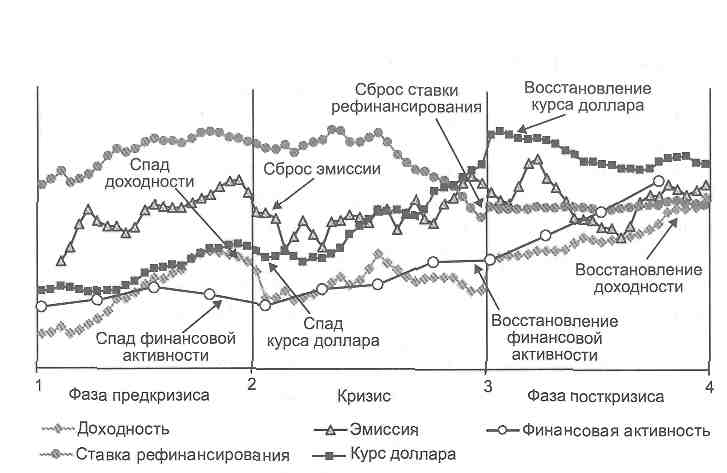 Сброс ставки
рефинансирования
Восстановление
курса доллара
Спад
доходности
Сброс эмиссии
Восстановление
доходности
Спад финансовой
активности
Спад
курса доллара
Восстановление
финансовой
активности
1
2
3
4
Фаза предкризиса
Кризис
Фаза посткризиса
Доходность
Эмиссия
Финансовая активность
Ставка рефинансирования
Курс доллара